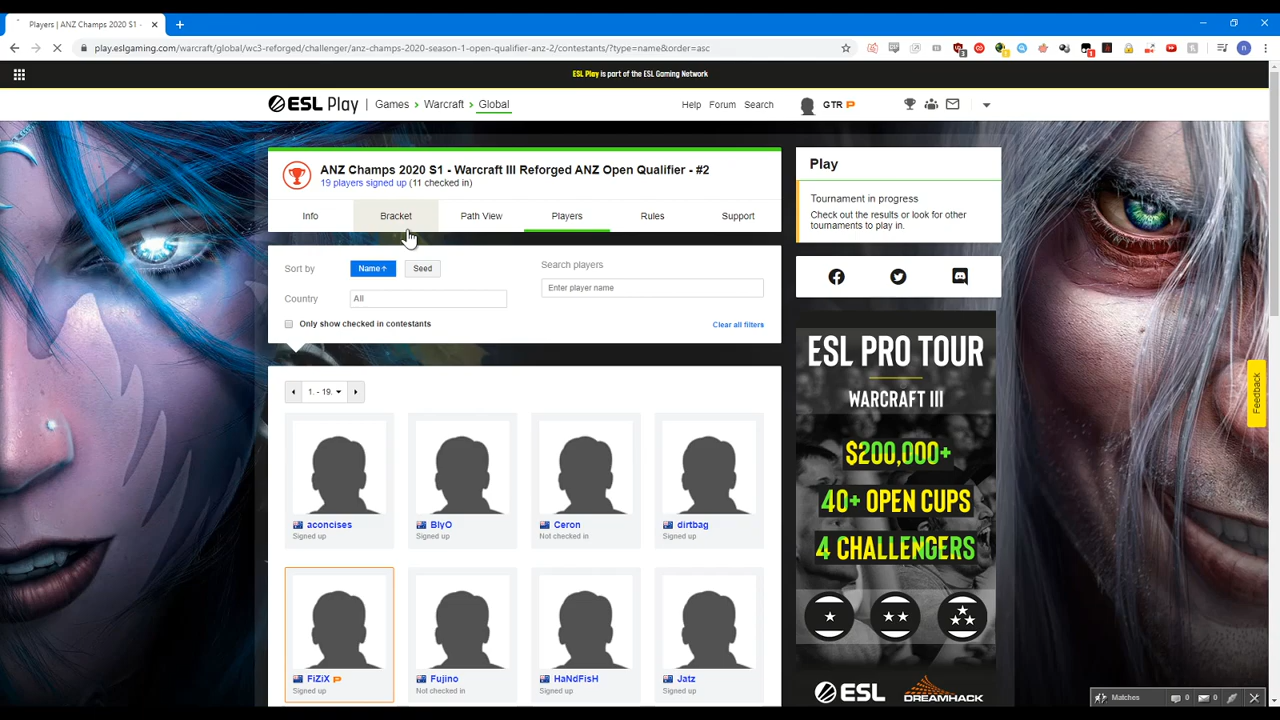 Players | ANZ Champs 2020 S1 -
play.eslgaming.com/warcraft/global/wc3-reforged/challenger/anz-champs-2020-season-1-open-qualifier-anz-2/contestants/?type=name&order=asc
ESL Play is part of the ESL Gaming Network
ESL Play | Games > Warcraft > Global
Help Forum Search
GTR
ANZ Champs 2020 S1 - Warcraft III Reforged ANZ Open Qualifier - #2
19 players signed up (11 checked in)
Info Bracket Path View Players Rules Support
Sort by Name↑ Seed
Country All
Only show checked in contestants
Search players
Enter player name
Clear all filters
1. - 19.
aconcises
Signed up
BlyO
Signed up
Ceron
Not checked in
dirtbag
Signed up
FiZiX
Signed up
Fujino
Not checked in
HaNdFisH
Signed up
Jatz
Signed up
Play
Tournament in progress
Check out the results or look for other
tournaments to play in.
ESL PRO TOUR
WARCRAFT III
$200,000+
40+ OPEN CUPS
4 CHALLENGERS
ESL DREAMHACK
Feedback
Matches 0 0